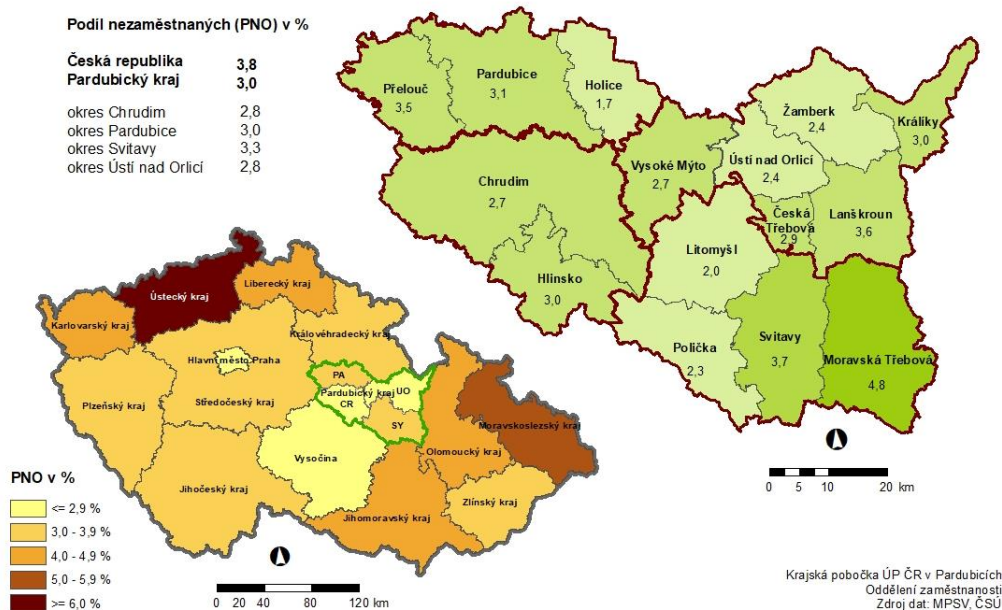 Podíl nezaměstnaných (PNO) v %
Česká republika 3,8
Pardubický kraj 3,0
okres Chrudim 2,8
okres Pardubice 3,0
okres Svitavy 3,3
okres Ústí nad Orlicí 2,8
Přelouč
3,5
Pardubice
3,1
Holice
1,7
Žamberk
2,4
Králíky
3,0
Vysoké Mýto
2,7
Ústí nad Orlicí
2,4
Chrudim
2,7
Česká
Třebová
2,9
Lanškroun
3,6
Litomyšl
2,0
Hlinsko
3,0
Polička
2,3
Svitavy
3,7
Moravská Třebová
4,8
0 5 10 20 km
Ústecký kraj
Liberecký kraj
Karlovarský kraj
Královéhradecký kraj
Hlavní město Praha
PA
Pardubický kraj
UO
CR
Plzeňský kraj
Středočeský kraj
SY
Moravskoslezský kraj
Vysočina
Olomoucký kraj
Jihočeský kraj
Zlínský kraj
Jihomoravský kraj
PNO v %
<= 2,9 %
3,0 - 3,9 %
4,0 - 4,9 %
5,0 - 5,9 %
>= 6,0 %
0 20 40 80 120 km
Krajská pobočka ÚP ČR v Pardubicích
Oddělení zaměstnanosti
Zdroj dat: MPSV, ČSÚ